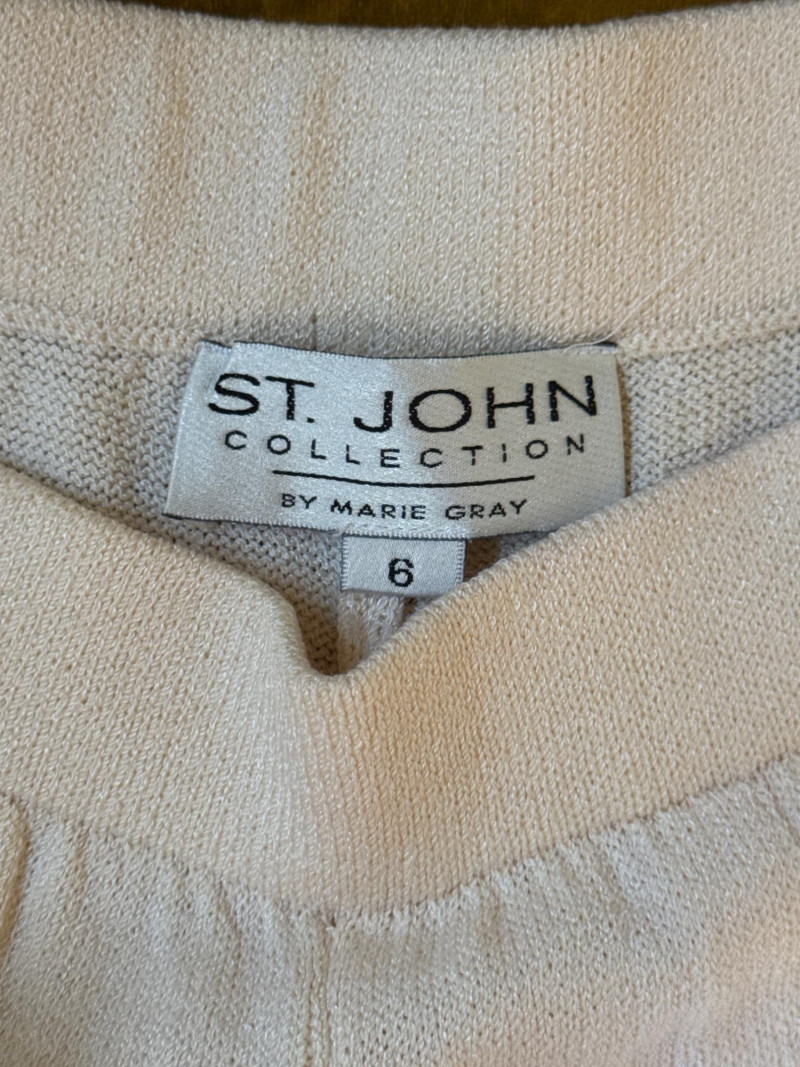 ST. JOHN
COLLECTION
BY MARIE GRAY
6